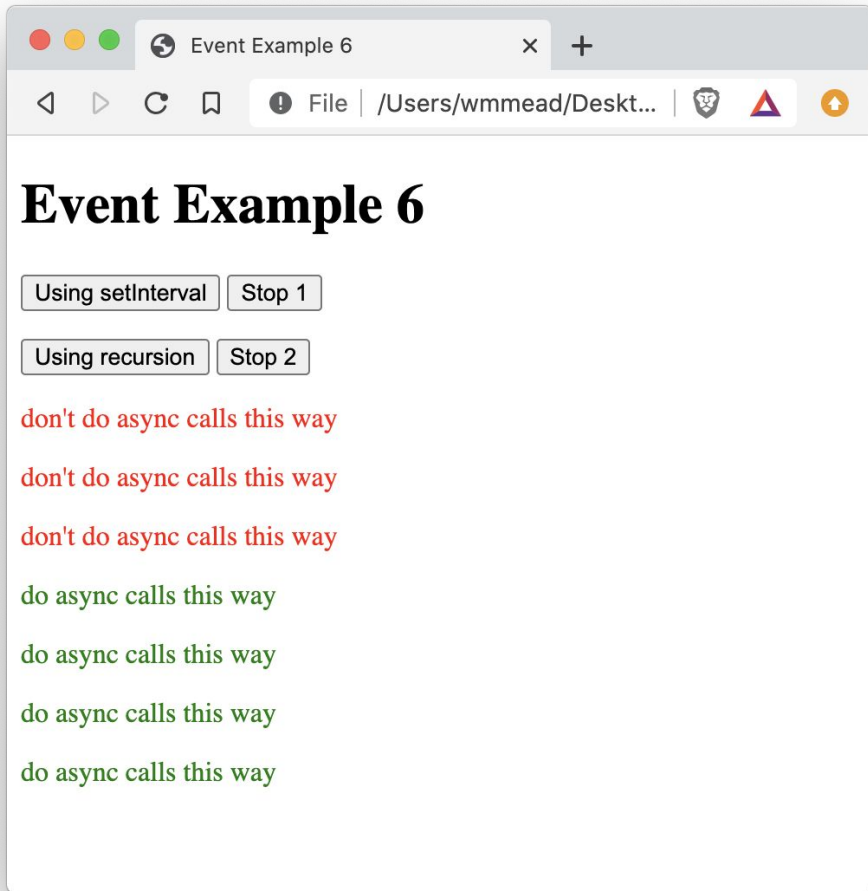 Event Example 6
File /Users/wmmead/Deskt...
Event Example 6
Using setInterval Stop 1
Using recursion Stop 2
don't do async calls this way
don't do async calls this way
don't do async calls this way
do async calls this way
do async calls this way
do async calls this way
do async calls this way